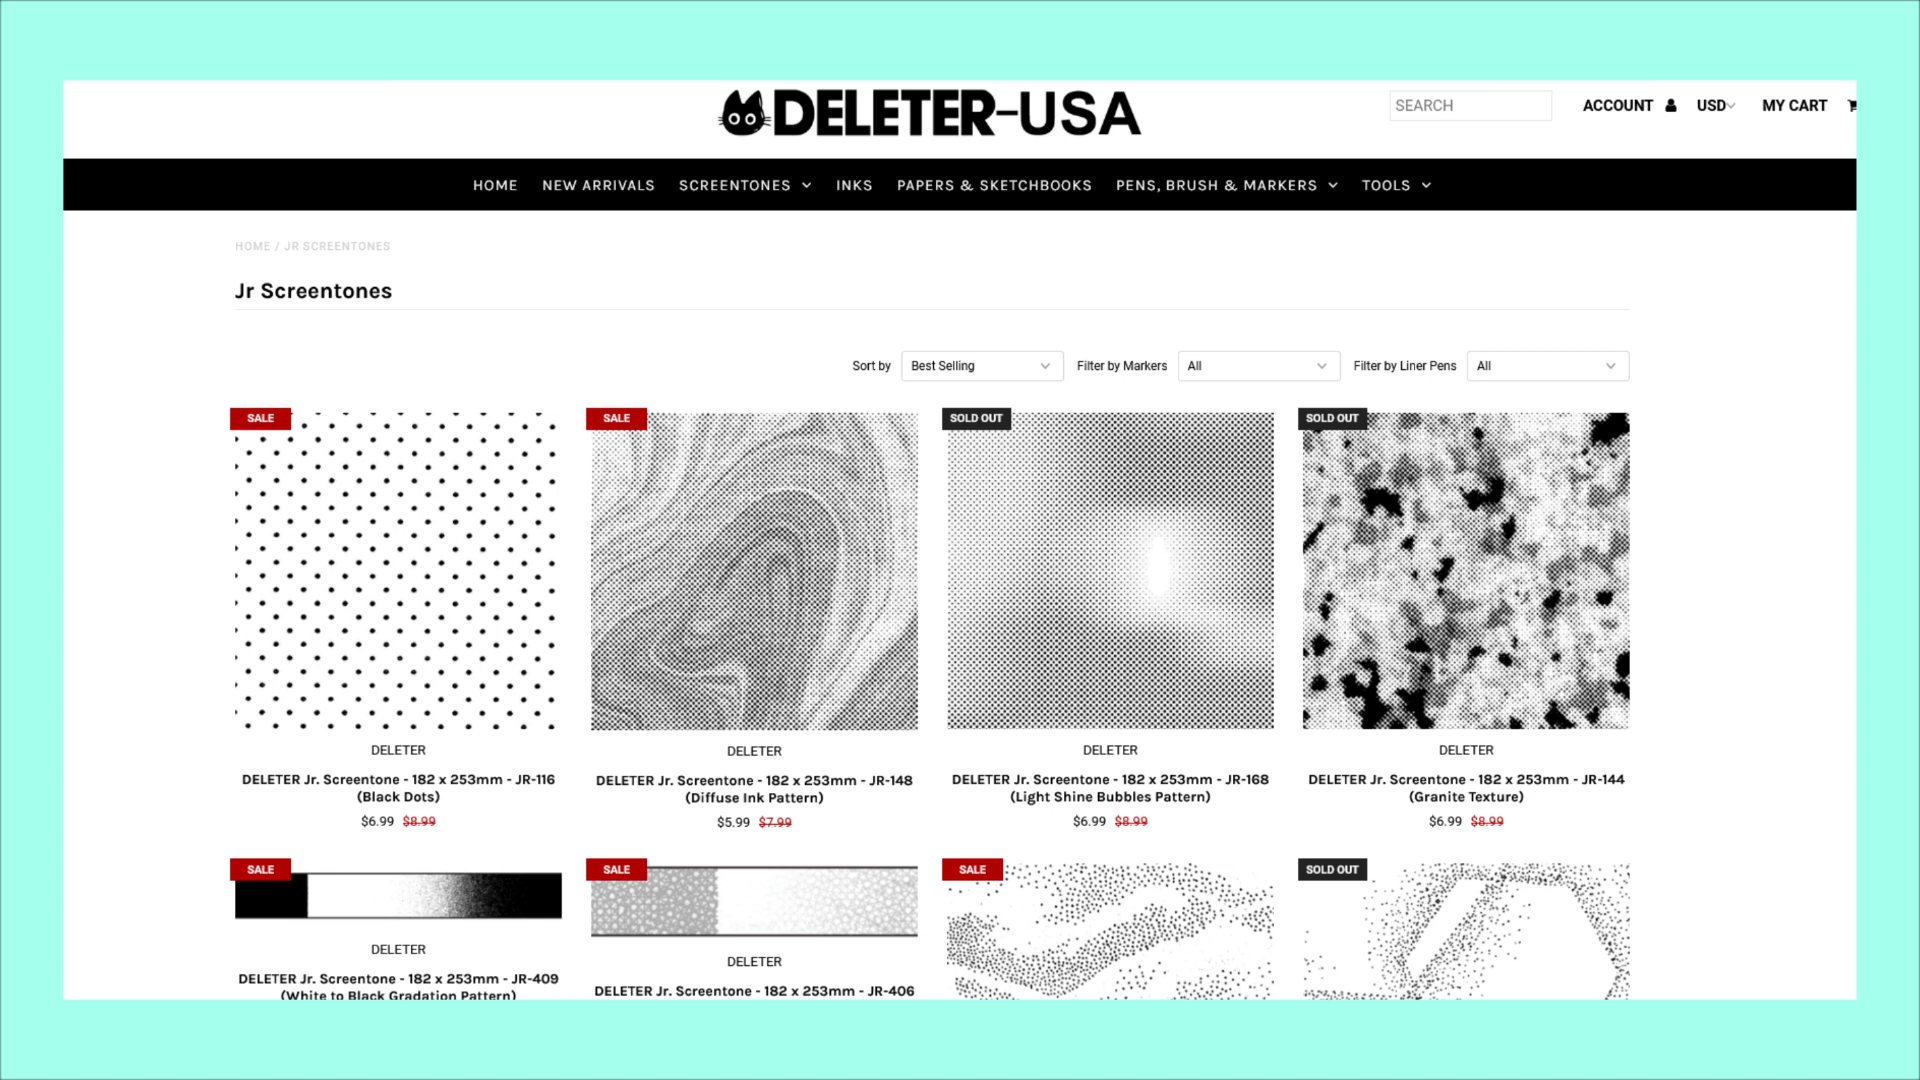 DELETER-USA
SEARCH
ACCOUNT USD MY CART
HOME NEW ARRIVALS SCREENTONES INKS PAPERS & SKETCHBOOKS PENS, BRUSH & MARKERS TOOLS
HOME / JR SCREENTONES
Jr Screentones
Sort by Best Selling Filter by Markers All Filter by Liner Pens All
SALE
DELETER
DELETER Jr. Screentone - 182 x 253mm - JR-116
(Black Dots)
$6.99 $8.99
SALE
DELETER
DELETER Jr. Screentone - 182 x 253mm - JR-148
(Diffuse Ink Pattern)
$5.99 $7.99
SOLD OUT
DELETER
DELETER Jr. Screentone - 182 x 253mm - JR-168
(Light Shine Bubbles Pattern)
$6.99 $8.99
SOLD OUT
DELETER
DELETER Jr. Screentone - 182 x 253mm - JR-144
(Granite Texture)
$6.99 $8.99
SALE
DELETER
DELETER Jr. Screentone - 182 x 253mm - JR-409
(White to Black Gradation Pattern)
SALE
DELETER
DELETER Jr. Screentone - 182 x 253mm - JR-406
SALE
SOLD OUT